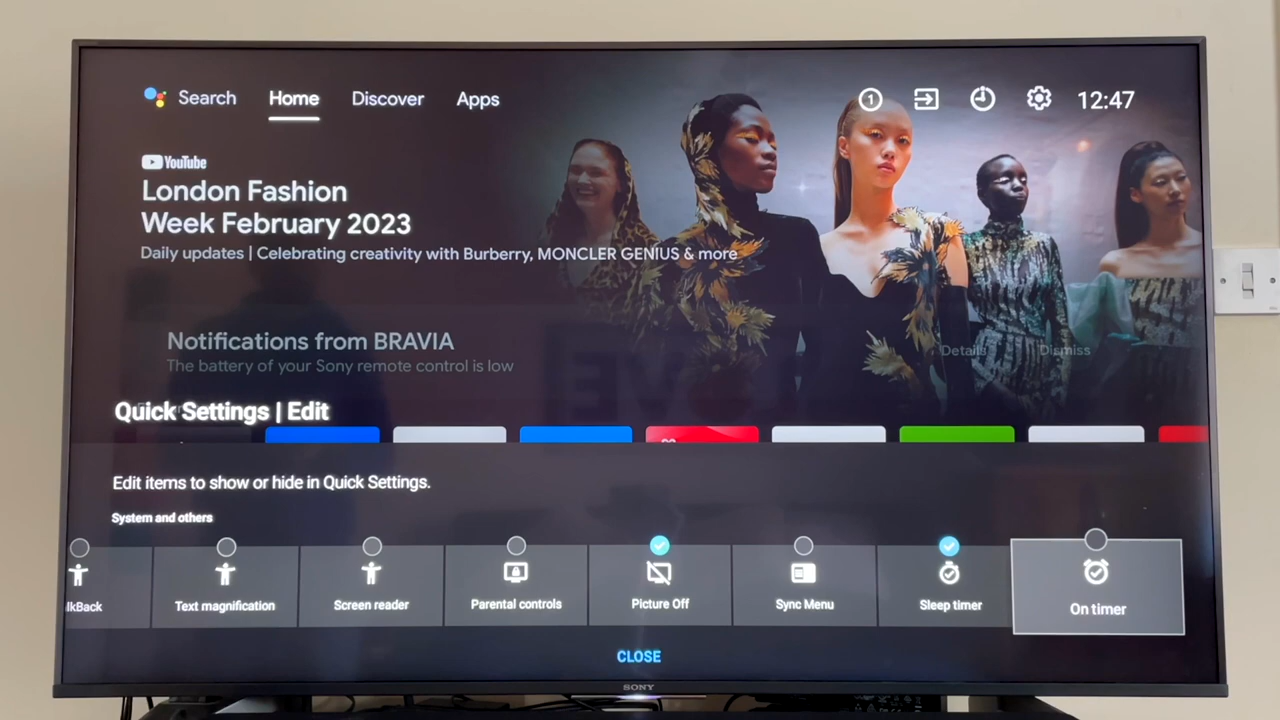 Search Home Discover Apps 1 12:47
YouTube
London Fashion
Week February 2023
Daily updates | Celebrating creativity with Burberry, MONCLER GENIUS & more
Notifications from BRAVIA
The battery of your Sony remote control is low
Details Dismiss
Quick Settings | Edit
Edit items to show or hide in Quick Settings.
System and others
lkBack Text magnification Screen reader Parental controls Picture Off Sync Menu Sleep timer On timer
CLOSE
SONY